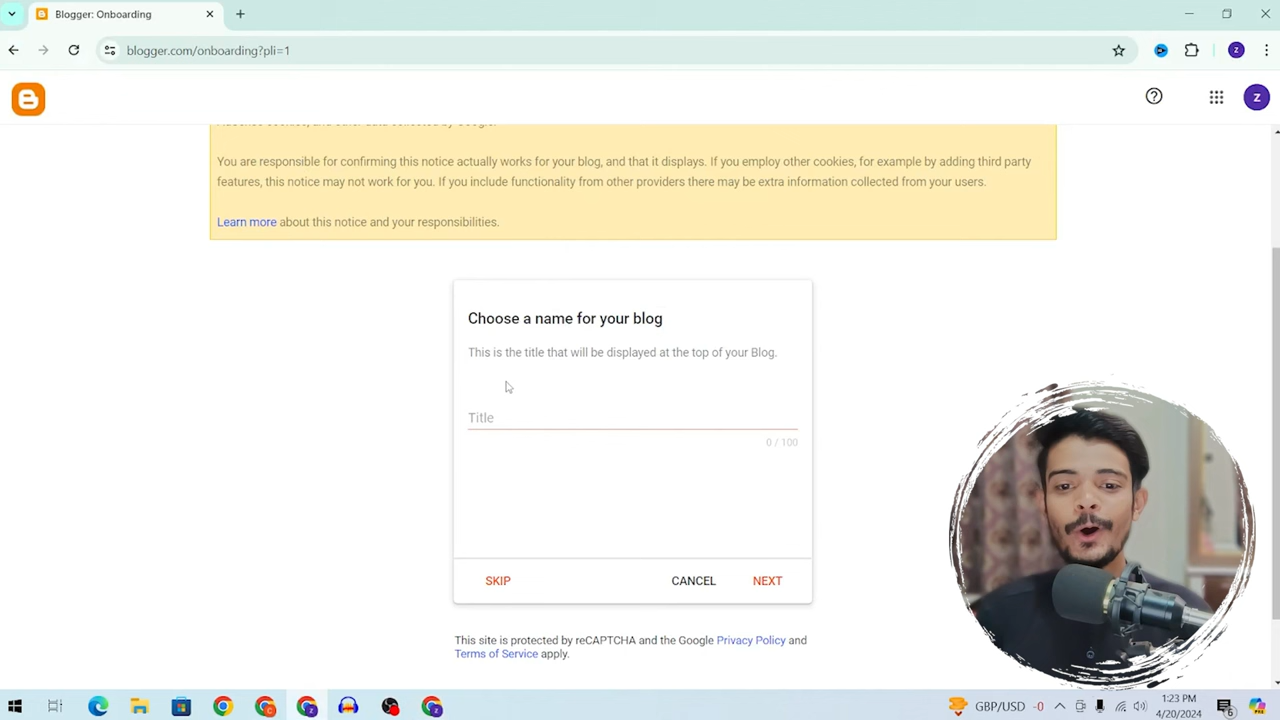 Blogger: Onboarding
blogger.com/onboarding?pli=1
z
z
You are responsible for confirming this notice actually works for your blog, and that it displays. If you employ other cookies, for example by adding third party
features, this notice may not work for you. If you include functionality from other providers there may be extra information collected from your users.
Learn more about this notice and your responsibilities.
Choose a name for your blog
This is the title that will be displayed at the top of your Blog.
Title
0 / 100
SKIP CANCEL NEXT
This site is protected by reCAPTCHA and the Google Privacy Policy and
Terms of Service apply.
GBP/USD -0
1:23 PM
4/20/2024
6